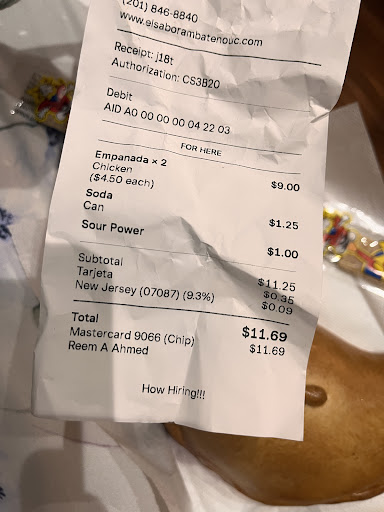 (201) 846-8840
www.elsaborambatenouc.com
Receipt: j18t
Authorization: CS3B20
Debit
AID A0 00 00 00 04 22 03
FOR HERE
Empanada × 2 $9.00
Chicken
($4.50 each)
Soda $1.25
Can
Sour Power $1.00
Subtotal $11.25
Tarjeta $0.35
New Jersey (07087) (9.3%) $0.09
Total $11.69
Mastercard 9066 (Chip) $11.69
Reem A Ahmed
How Hiring!!!